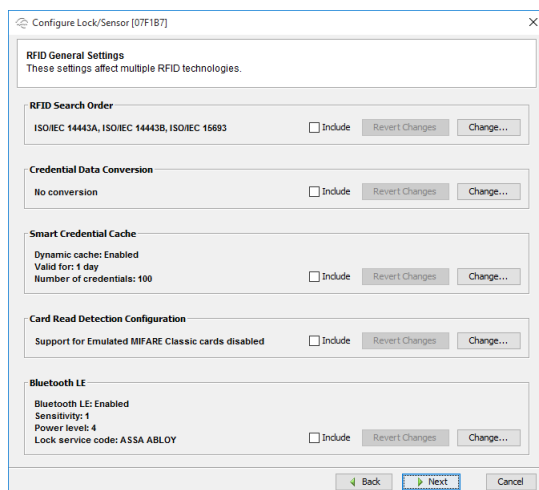 Configure Lock/Sensor [07F1B7]
RFID General Settings
These settings affect multiple RFID technologies.
RFID Search Order
ISO/IEC 14443A, ISO/IEC 14443B, ISO/IEC 15693
Include
Revert Changes
Change...
Credential Data Conversion
No conversion
Include
Revert Changes
Change...
Smart Credential Cache
Dynamic cache: Enabled
Valid for: 1 day
Number of credentials: 100
Include
Revert Changes
Change...
Card Read Detection Configuration
Support for Emulated MIFARE Classic cards disabled
Include
Revert Changes
Change...
Bluetooth LE
Bluetooth LE: Enabled
Sensitivity: 1
Power level: 4
Lock service code: ASSA ABLOY
Include
Revert Changes
Change...
Back
Next
Cancel